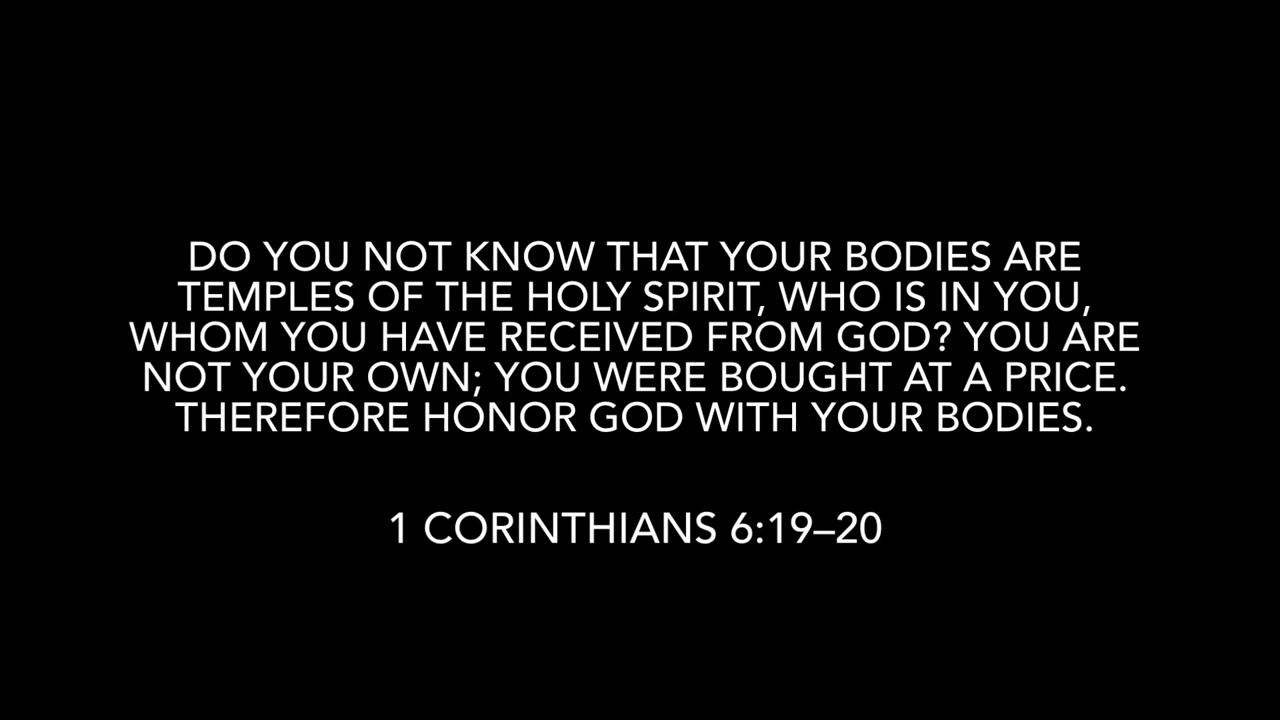 DO YOU NOT KNOW THAT YOUR BODIES ARE
TEMPLES OF THE HOLY SPIRIT, WHO IS IN YOU,
WHOM YOU HAVE RECEIVED FROM GOD? YOU ARE
NOT YOUR OWN; YOU WERE BOUGHT AT A PRICE.
THEREFORE HONOR GOD WITH YOUR BODIES.
1 CORINTHIANS 6:19–20